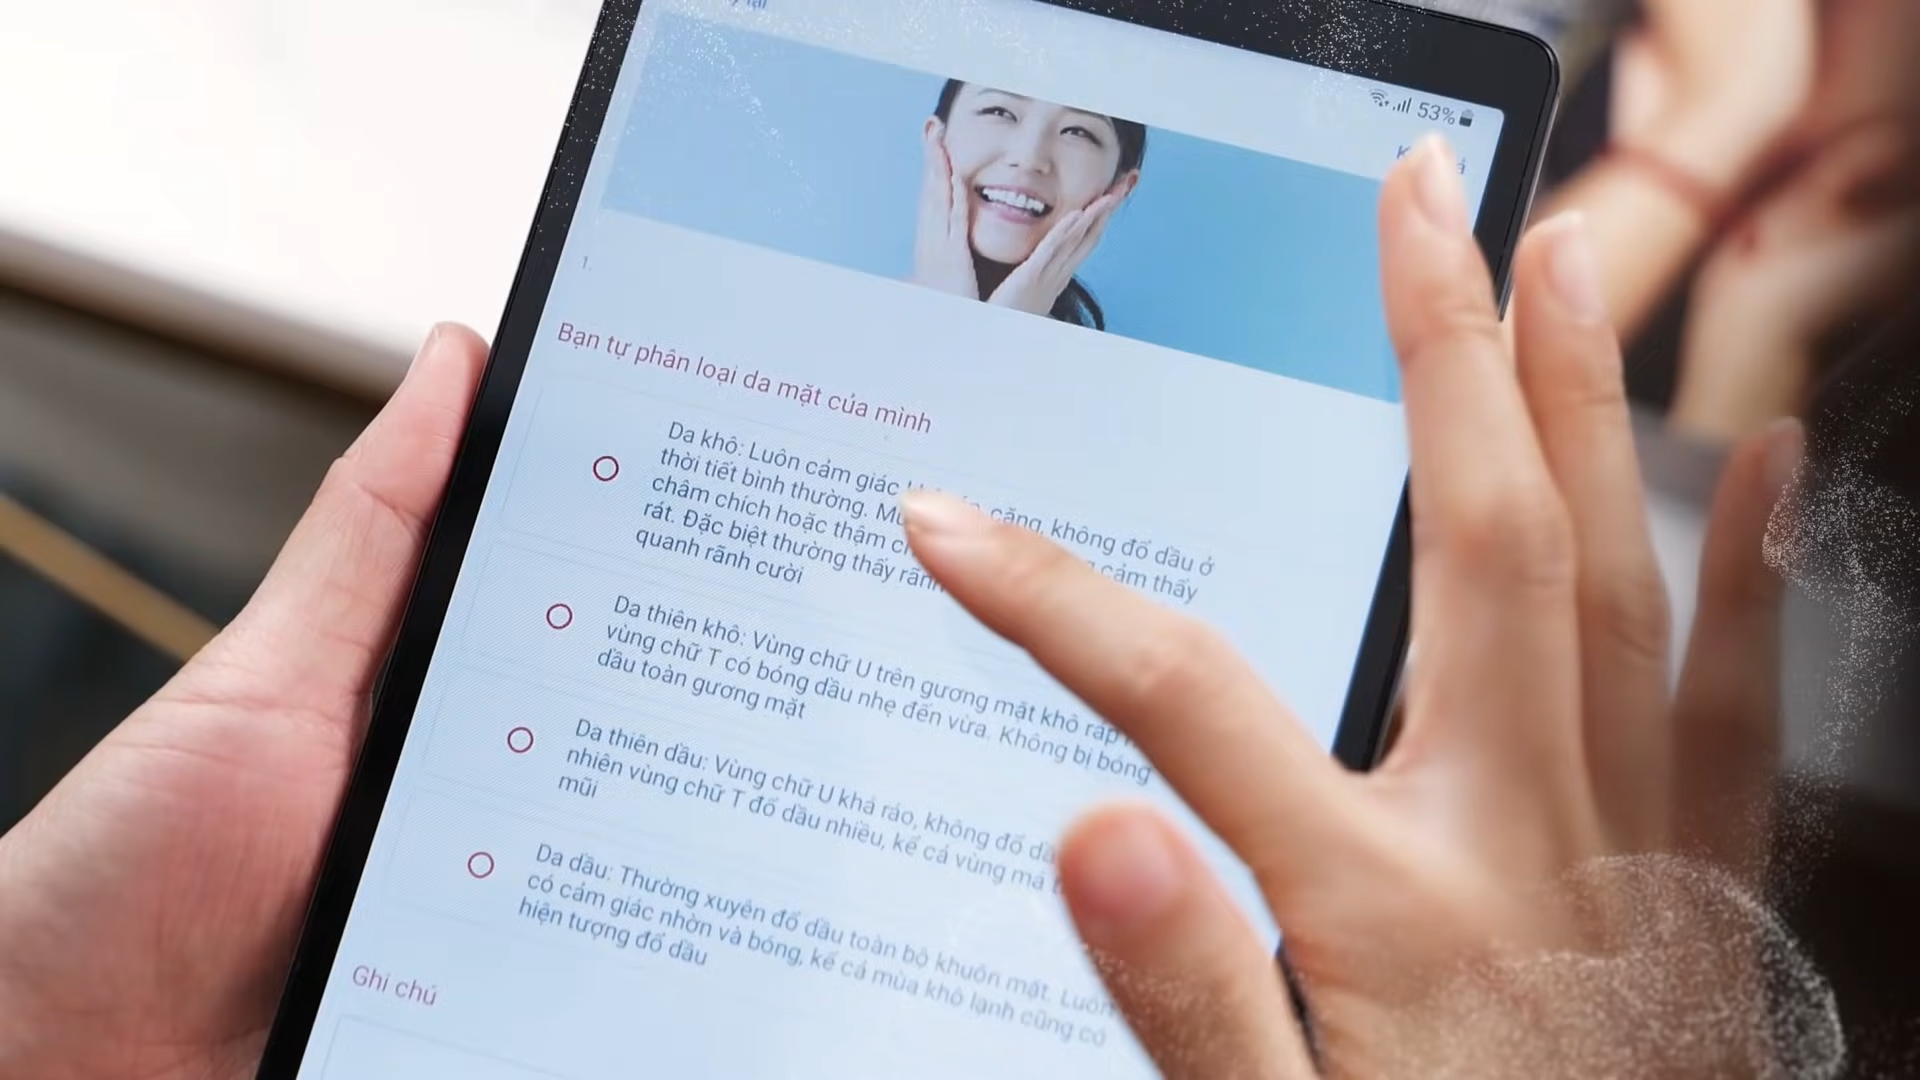 53%
1.
Bạn tự phân loại da mặt của mình
Da khô: Luôn cảm giác căng, không đổ dầu ở
thời tiết bình thường. cảm thấy
châm chích hoặc thậm
rát. Đặc biệt thường thấy
quanh rãnh cười
Da thiên khô: Vùng chữ U trên gương mặt khô ráp
vùng chữ T có bóng dầu nhẹ đến vừa. Không bị bóng
dầu toàn gương mặt
Da thiên dầu: Vùng chữ U khá ráo, không đổ
nhiên vùng chữ T đổ dầu nhiều, kể cả vùng má
mũi
Da dầu: Thường xuyên đổ dầu toàn bộ khuôn mặt. Luôn
có cảm giác nhờn và bóng, kể cả mùa khô lạnh cũng có
hiện tượng đổ dầu
Ghi chú